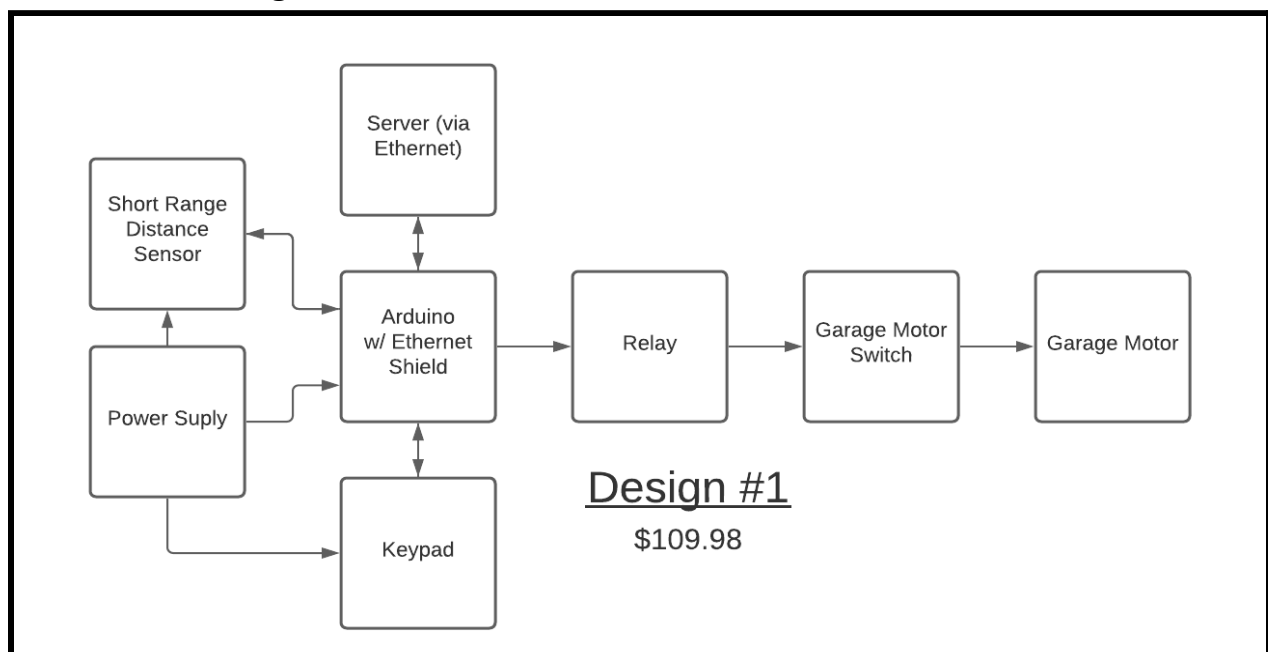 Server (via
Ethernet)
Short Range
Distance
Sensor
Arduino
w/ Ethernet
Shield
Relay
Garage Motor
Switch
Garage Motor
Power Suply
Keypad
Design #1
$109.98